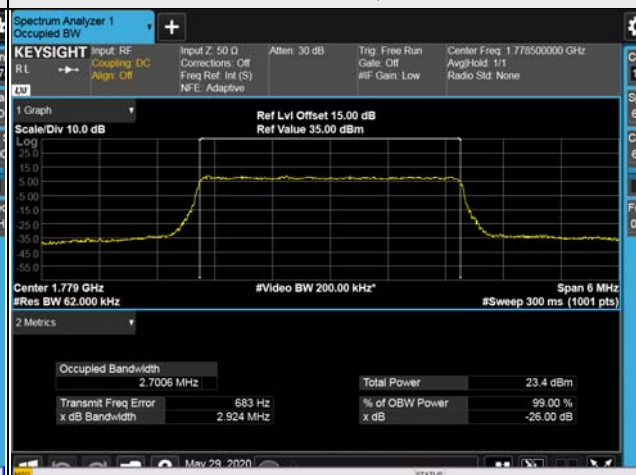 Spectrum Analyzer 1
Occupied BW
+
KEYSIGHT
RL
LXI
Input: RF
Coupling: DC
Align: Off
Input Z: 50 Ω
Corrections: Off
Freq Ref: Int (S)
NFE: Adaptive
Atten: 30 dB
Trig: Free Run
Gate: Off
#IF Gain: Low
Center Freq: 1.778500000 GHz
Avg|Hold: 1/1
Radio Std: None
1 Graph
Scale/Div 10.0 dB
Ref Lvl Offset 15.00 dB
Ref Value 35.00 dBm
Log
25.0
15.0
5.00
-5.00
-15.0
-25.0
-35.0
-45.0
-55.0
Center 1.779 GHz
#Res BW 62.000 kHz
#Video BW 200.00 kHz*
Span 6 MHz
#Sweep 300 ms (1001 pts)
2 Metrics
Occupied Bandwidth
2.7006 MHz
Transmit Freq Error 683 Hz
x dB Bandwidth 2.924 MHz
Total Power 23.4 dBm
% of OBW Power 99.00 %
x dB -26.00 dB
May 29, 2020
MSG
STATUS